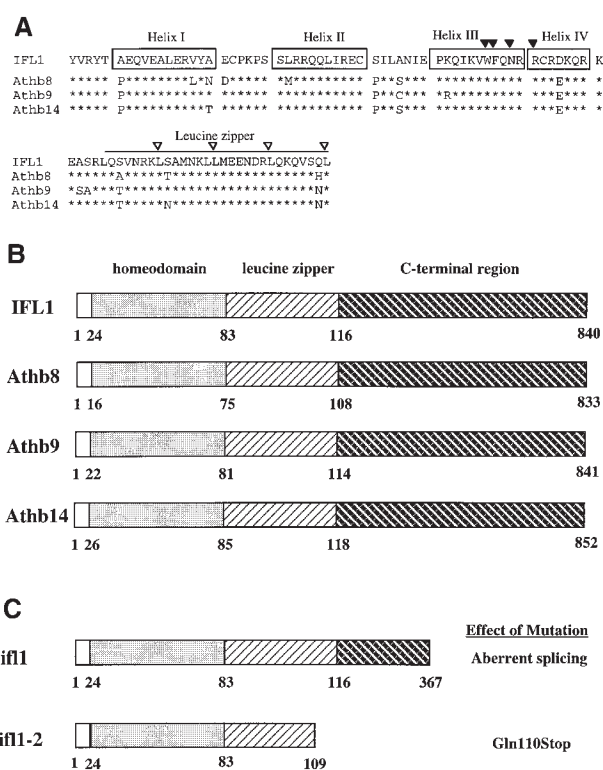 A
Helix I Helix II Helix III Helix IV
IFL1 YVRYT AEQVEALERVYA ECPKPS SLRRQQLIREC SILANIE PKQIKVWFQNR RCRDKQR K
Athb8 ***** P********L*N D***** **M******** P**S*** *********** ****E** *
Athb9 ***** P*********** ****** *********** P**C*** **R******** ****E** *
Athb14 ***** P**********T ****** *********** P**S*** *********** ****E** *
Leucine zipper
IFL1 EASRLQSVNRKLSAMNKLLMEENDRLQKQVSQL
Athb8 ******A*****T******************H*
Athb9 *SA***T************************N*
Athb14 ******T*****N******************N*
B
homeodomain leucine zipper C-terminal region
IFL1
1 24 83 116 840
Athb8
1 16 75 108 833
Athb9
1 22 81 114 841
Athb14
1 26 85 118 852
C
Effect of Mutation
ifl1 Aberrent splicing
1 24 83 116 367
ifl1-2 Gln110Stop
1 24 83 109